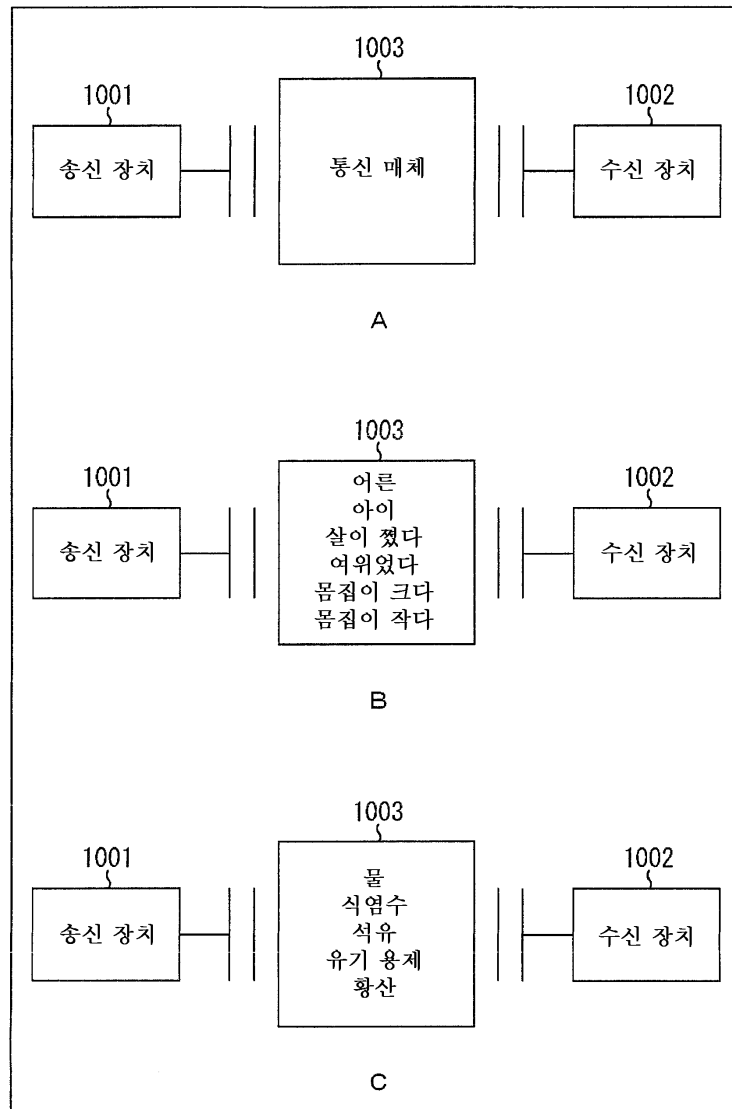 1003
1001
1002
송신 장치
통신 매체
수신 장치
A
1003
1001
1002
송신 장치
어른
아이
살이 쪘다
여위었다
몸집이 크다
몸집이 작다
수신 장치
B
1003
1001
1002
송신 장치
물
식염수
석유
유기 용제
황산
수신 장치
C